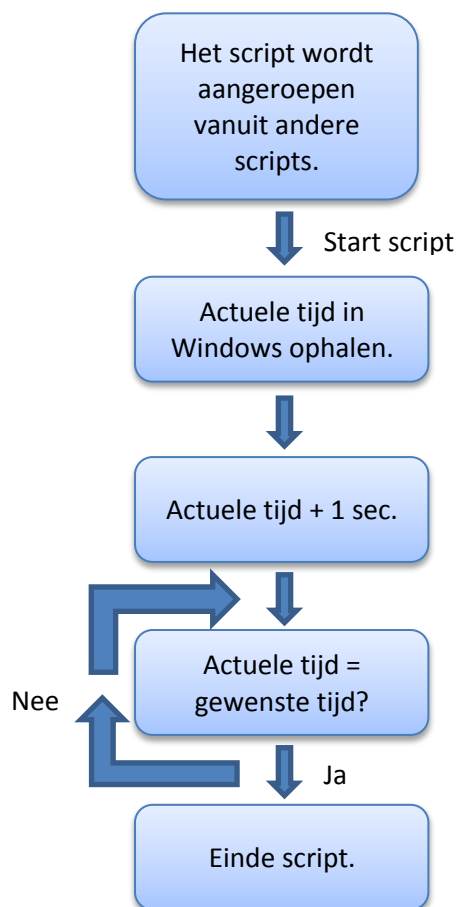 Het script wordt
aangeroepen
vanuit andere
scripts.
Start script
Actuele tijd in
Windows ophalen.
Actuele tijd + 1 sec.
Actuele tijd =
gewenste tijd?
Nee
Ja
Einde script.